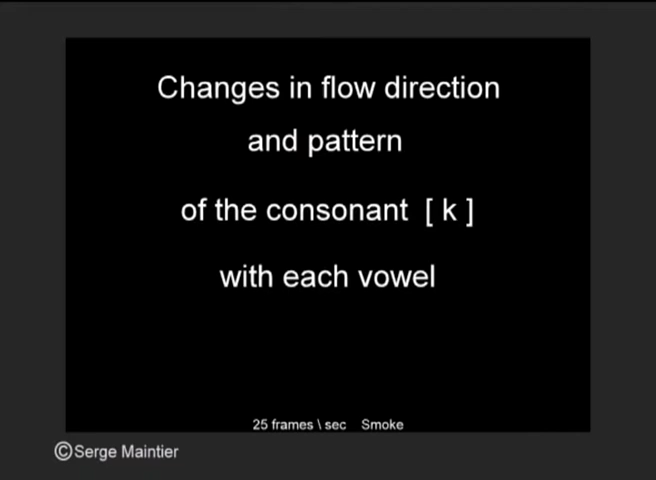 Changes in flow direction
and pattern
of the consonant [ k ]
with each vowel
25 frames \ sec Smoke
©Serge Maintier